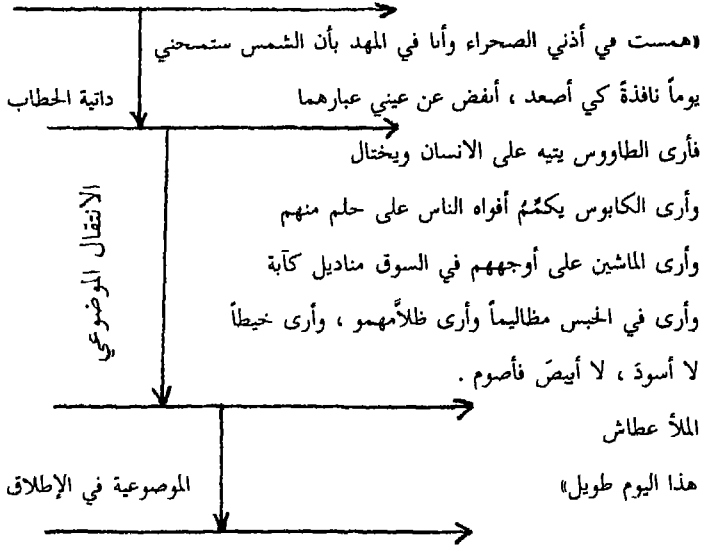 «همست في أذني الصحراء وأنا في المهد بأن الشمس ستمنحني
يوماً نافذةً كي أصعد ، أنفض عن عيني غبارهما
ذاتية الخطاب
فأرى الطاووس يتيه على الانسان ويختال
وأرى الكابوس يكمِّمُ أفواه الناس على حلم منهم
وأرى الماشين على أوجههم في السوق مناديل كآبة
وأرى في الحبس مظاليماً وأرى ظلاَّمهمو ، وأرى خيطاً
لا أسودَ ، لا أبيضَ فأصوم .
الانتقال الموضوعي
الملأ عطاش
هذا اليوم طويل»
الموضوعية في الإطلاق